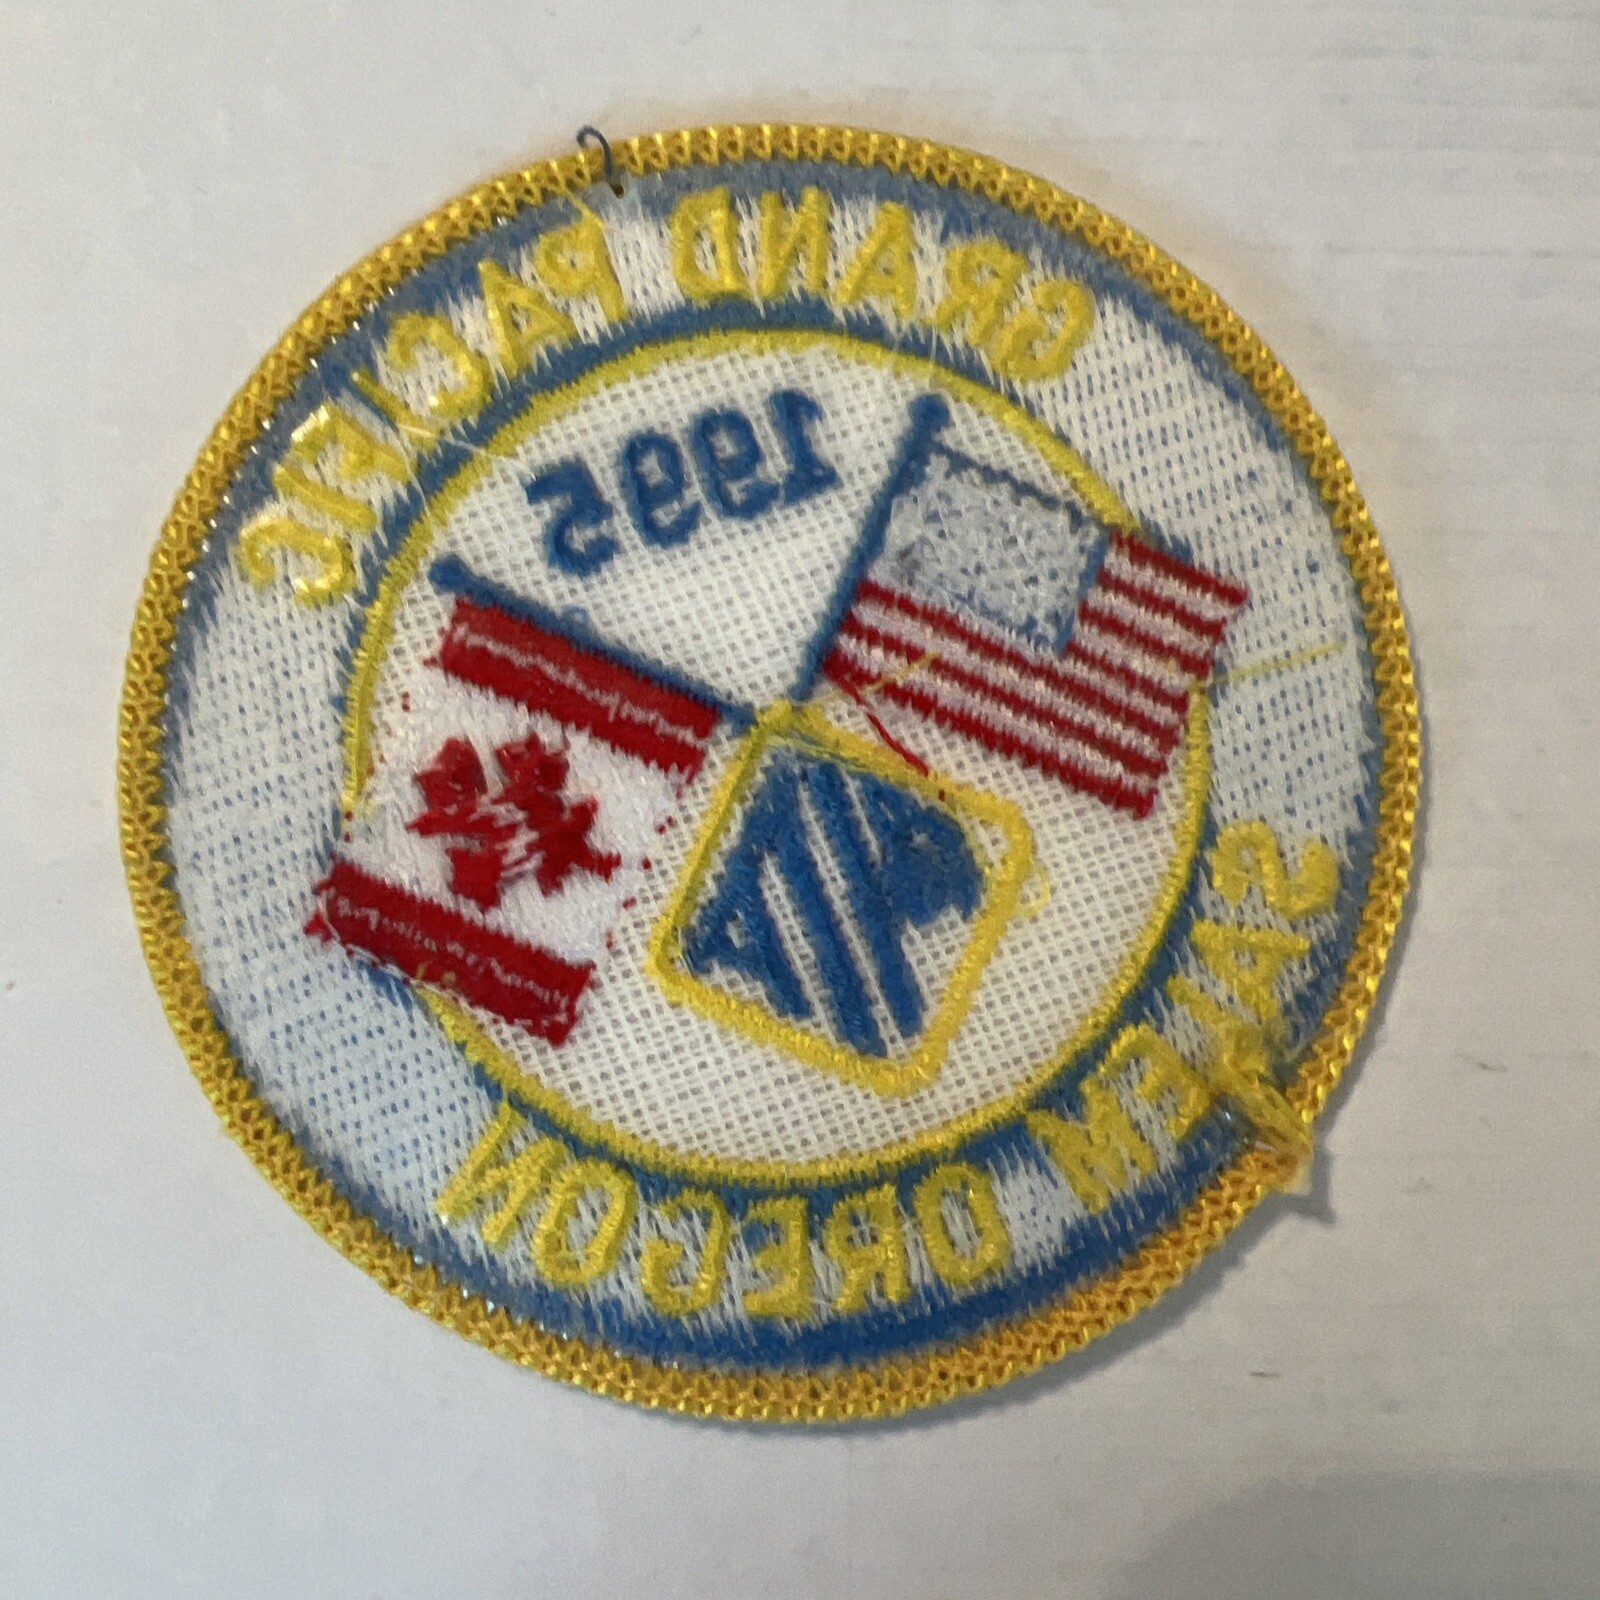 GRAND PACIFIC
1995
SALEM OREGON